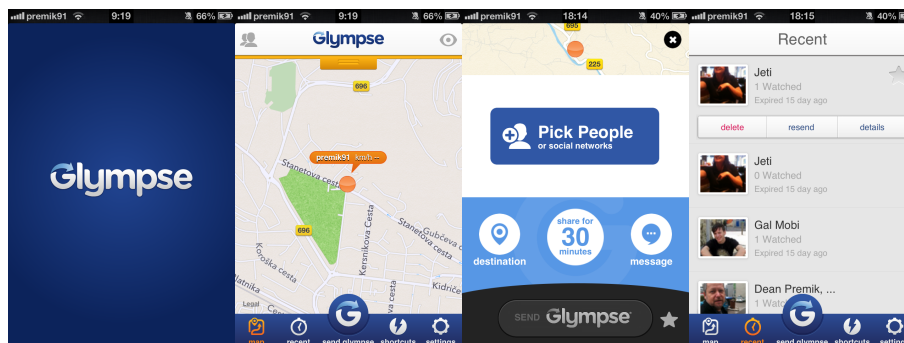 premik91 9:19 66%
Glympse
premik91 9:19 66%
Glympse
696
premik91 km/h --
Stanetova cesta
696
Kersnikova Cesta
Gubčeva
Stanetova cesta
Koroška cesta
Kidriče
cesta
Legal
map recent send glympse shortcuts settings
premik91 18:14 40%
695
225
Pick People
or social networks
share for
30
minutes
destination
message
SEND Glympse
premik91 18:15 40%
Recent
Jeti
1 Watched
Expired 15 day ago
delete resend details
Jeti
0 Watched
Expired 15 day ago
Gal Mobi
1 Watched
Expired 15 day ago
Dean Premik, ...
1 Watc
map recent send glympse shortcuts settings